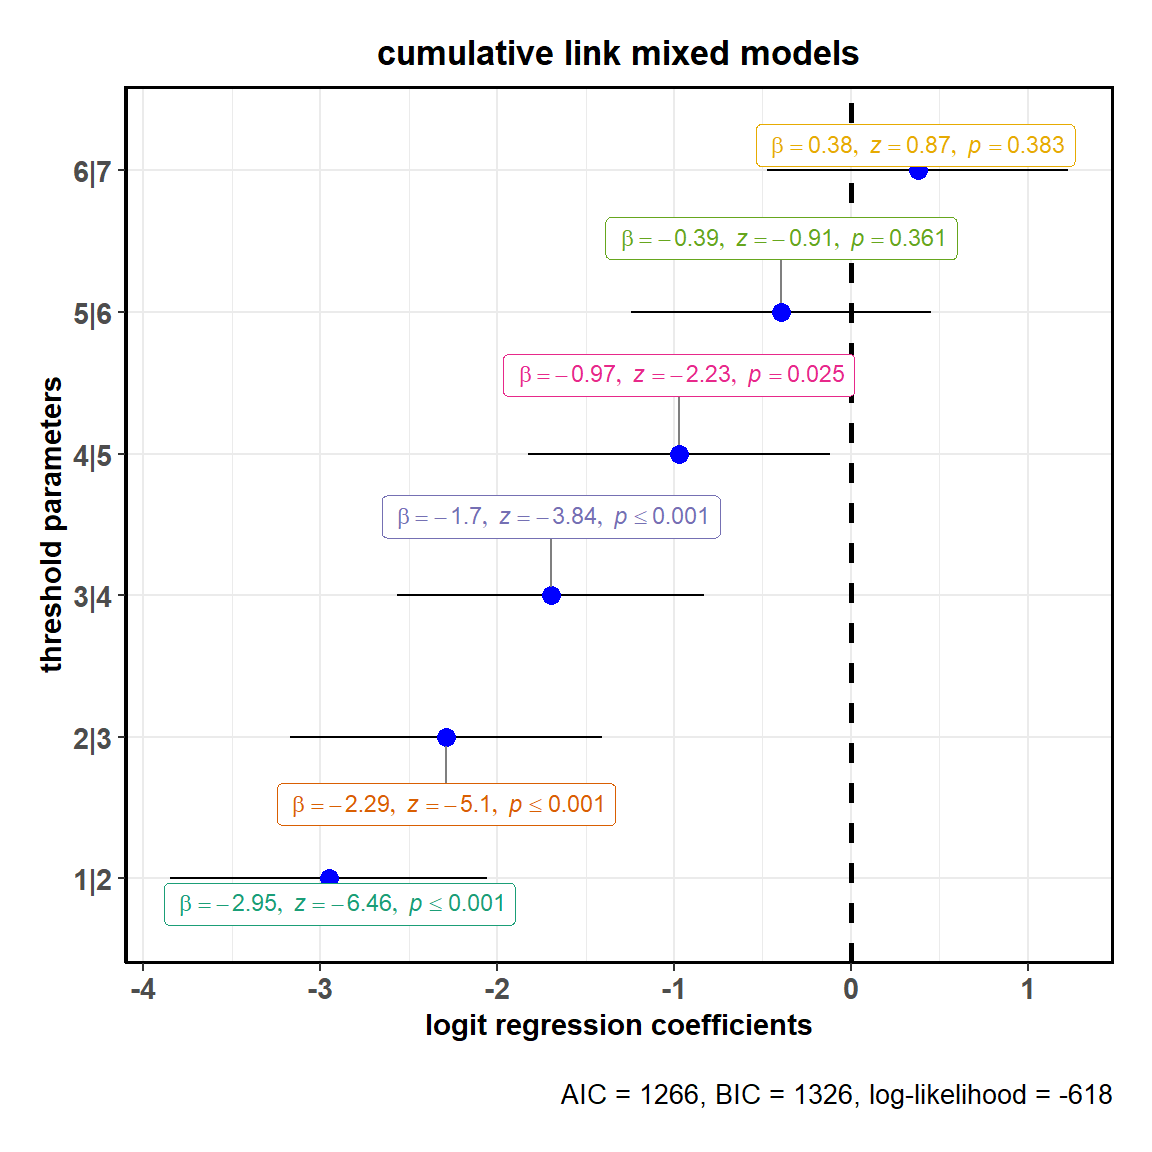 cumulative link mixed models
threshold parameters
6|7
β = 0.38, z = 0.87, p = 0.383
β = −0.39, z = −0.91, p = 0.361
5|6
β = −0.97, z = −2.23, p = 0.025
4|5
β = −1.7, z = −3.84, p ≤ 0.001
3|4
2|3
β = −2.29, z = −5.1, p ≤ 0.001
1|2
β = −2.95, z = −6.46, p ≤ 0.001
-4 -3 -2 -1 0 1
logit regression coefficients
AIC = 1266, BIC = 1326, log-likelihood = -618